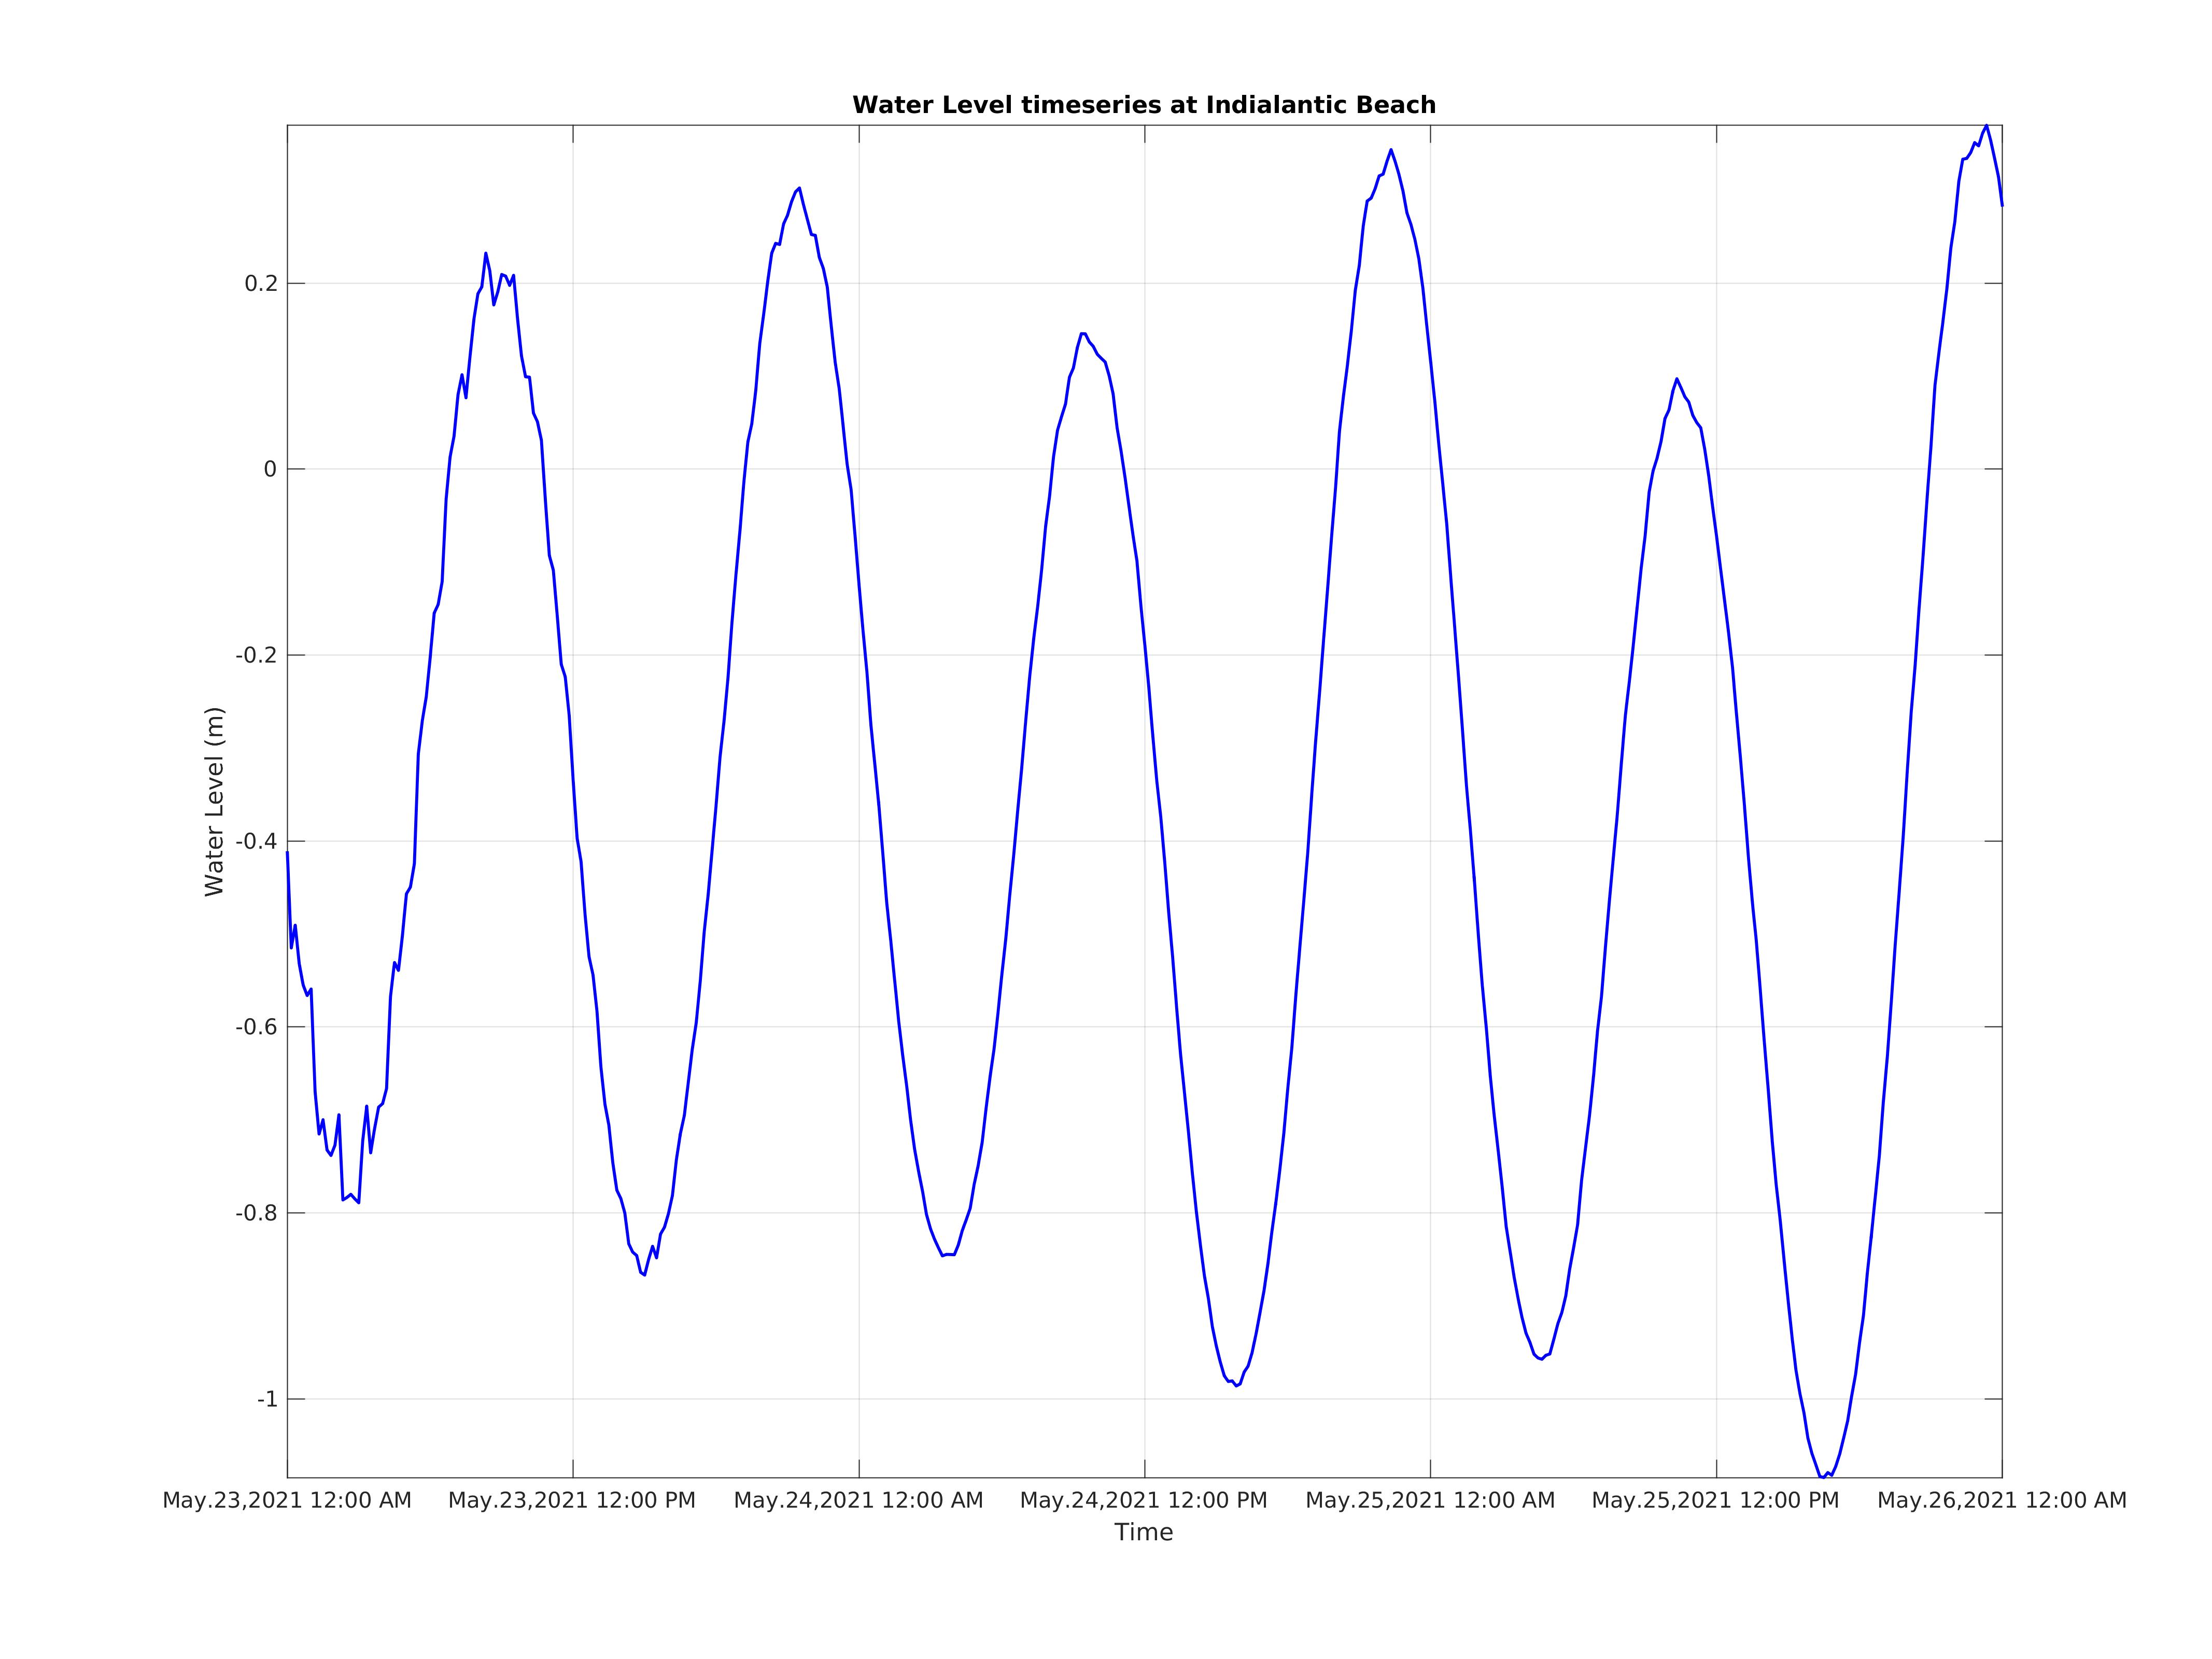 Water Level timeseries at Indialantic Beach
0.2
0
-0.2
-0.4
-0.6
-0.8
-1
Water Level (m)
May.23,2021 12:00 AM May.23,2021 12:00 PM May.24,2021 12:00 AM May.24,2021 12:00 PM May.25,2021 12:00 AM May.25,2021 12:00 PM May.26,2021 12:00 AM
Time